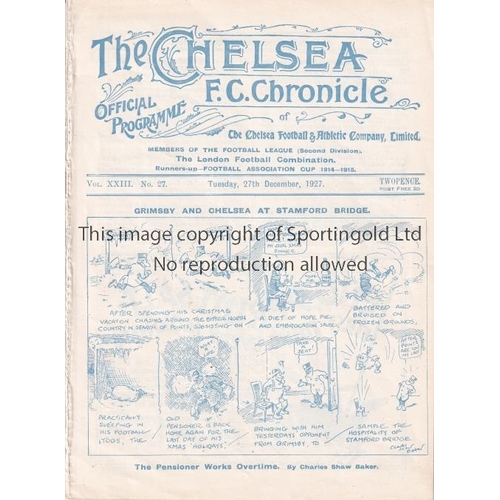 The CHELSEA
F.C. Chronicle
OFFICIAL
PROGRAMME
of
The Chelsea Football & Athletic Company, Limited.
MEMBERS OF THE FOOTBALL LEAGUE (Second Division).
The London Football Combination.
Runners-up FOOTBALL ASSOCIATION CUP 1914-1915.
VOL. XXIII. No. 27.
Tuesday, 27th December, 1927.
TWOPENCE.
POST FREE 3D
GRIMSBY AND CHELSEA AT STAMFORD BRIDGE.
This image copyright of Sportingold Ltd
No reproduction allowed
AFTER SPENDING HIS CHRISTMAS
VACATION CHASING AROUND THE NORTH
COUNTRY IN SEARCH OF POINTS, SUBSISTING ON
A DIET OF HOPE PIE
AND EMBROCATION SAUCE,
BATTERED AND
BRUISED ON
FROZEN GROUNDS,
PRACTICALLY
SLEEPING IN
HIS FOOTBALL
TOGS, THE
OLD
PENSIONER IS BACK
HOME AGAIN FOR THE
LAST DAY OF HIS
"HOLIDAYS"
BRINGING WITH HIM
YESTERDAYS OPPONENT
FROM GRIMSBY, TO
SAMPLE THE
HOSPITALITY OF
STAMFORD BRIDGE
The Pensioner Works Overtime. By Charles Shaw Baker.